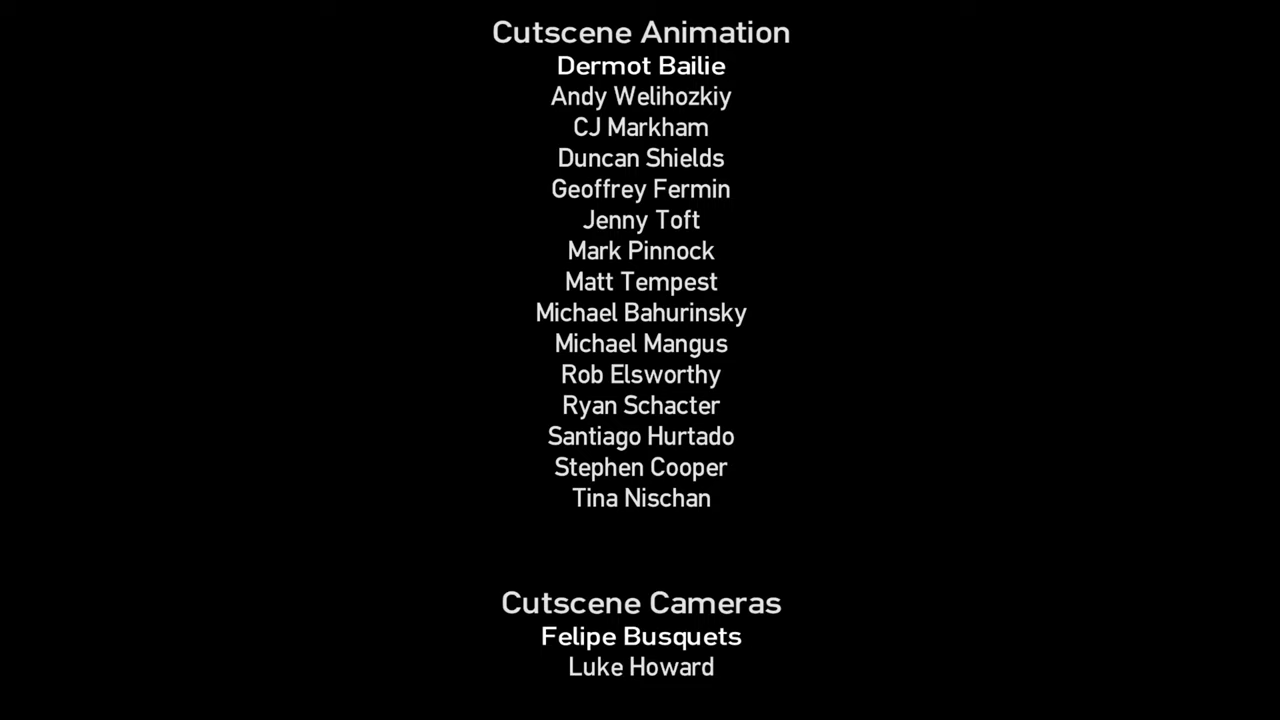 Cutscene Animation
Dermot Bailie
Andy Welihozkiy
CJ Markham
Duncan Shields
Geoffrey Fermin
Jenny Toft
Mark Pinnock
Matt Tempest
Michael Bahurinsky
Michael Mangus
Rob Elsworthy
Ryan Schacter
Santiago Hurtado
Stephen Cooper
Tina Nischan
Cutscene Cameras
Felipe Busquets
Luke Howard